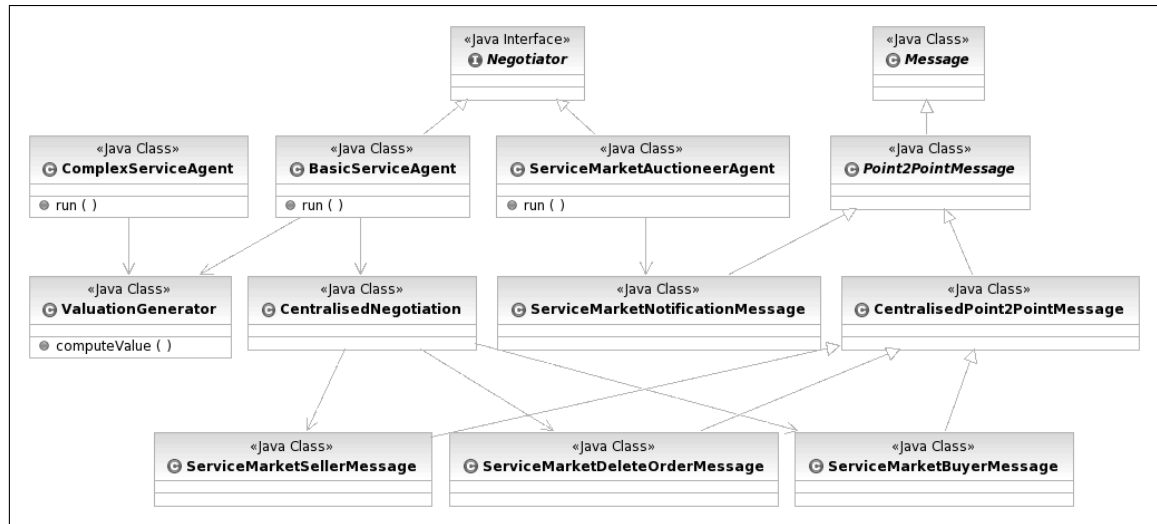 «Java Interface»
Negotiator
«Java Class»
Message
«Java Class»
ComplexServiceAgent
run ( )
«Java Class»
BasicServiceAgent
run ( )
«Java Class»
ServiceMarketAuctioneerAgent
run ( )
«Java Class»
Point2PointMessage
«Java Class»
ValuationGenerator
computeValue ( )
«Java Class»
CentralisedNegotiation
«Java Class»
ServiceMarketNotificationMessage
«Java Class»
CentralisedPoint2PointMessage
«Java Class»
ServiceMarketSellerMessage
«Java Class»
ServiceMarketDeleteOrderMessage
«Java Class»
ServiceMarketBuyerMessage